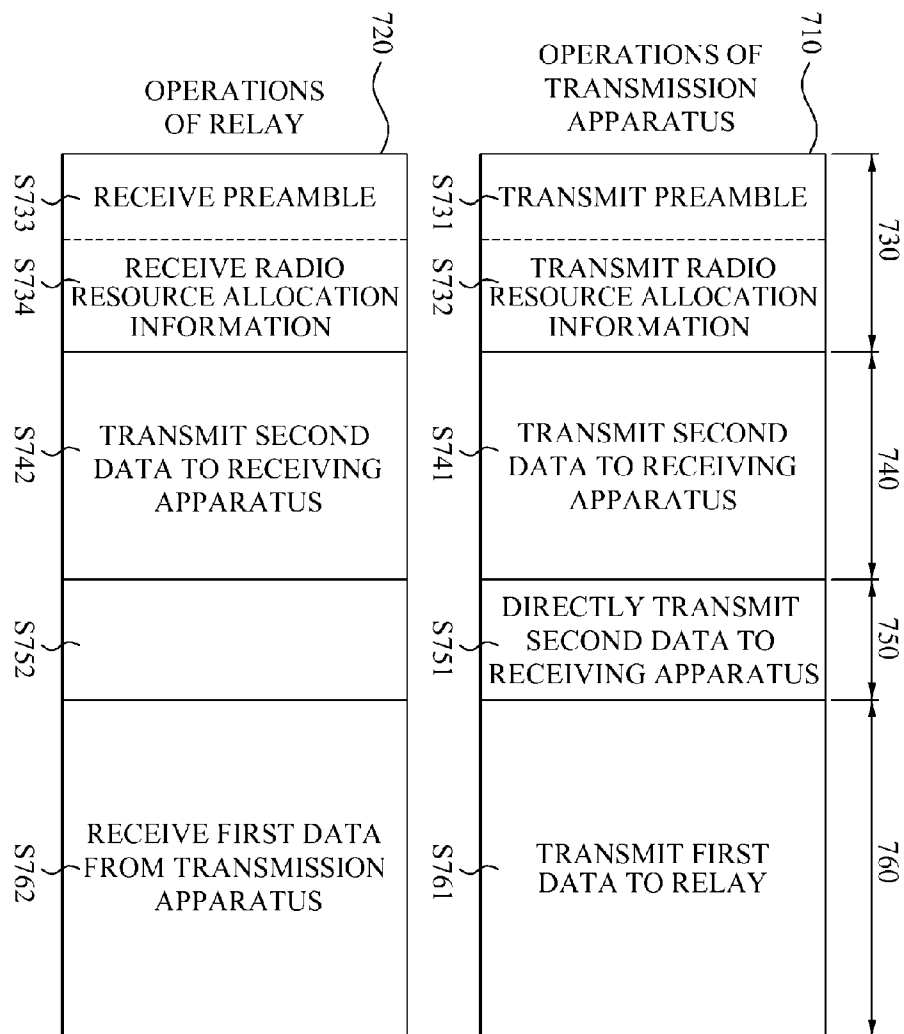 720
OPERATIONS
OF RELAY
S733
RECEIVE PREAMBLE
S734
RECEIVE RADIO
RESOURCE ALLOCATION
INFORMATION
S742
TRANSMIT SECOND
DATA TO RECEIVING
APPARATUS
S752
S762
RECEIVE FIRST DATA
FROM TRANSMISSION
APPARATUS
710
OPERATIONS OF
TRANSMISSION
APPARATUS
S731
TRANSMIT PREAMBLE
S732
TRANSMIT RADIO
RESOURCE ALLOCATION
INFORMATION
S741
TRANSMIT SECOND
DATA TO RECEIVING
APPARATUS
S751
DIRECTLY TRANSMIT
SECOND DATA TO
RECEIVING APPARATUS
S761
TRANSMIT FIRST
DATA TO RELAY
730
740
750
760